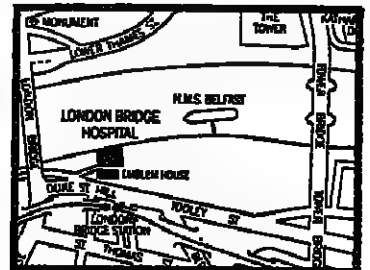 MONUMENT
LOWER THAMES ST
THE
TOWER
TOWER
BRIDGE
LONDON
BRIDGE
H.M.S. BELFAST
LONDON BRIDGE
HOSPITAL
EMBLEM HOUSE
DUKE ST HILL
TOOLEY
ST
LONDON
BRIDGE STATION
ST THOMAS
TOWER
BRIDGE